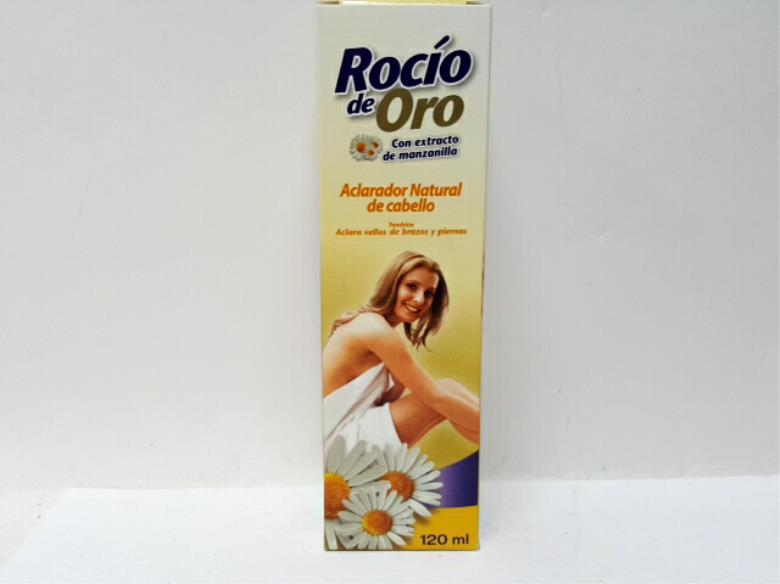 Rocío
de Oro
Con extracto
de manzanilla
Aclarador Natural
de cabello
También
Aclara vellos de brazos y piernas
120 ml